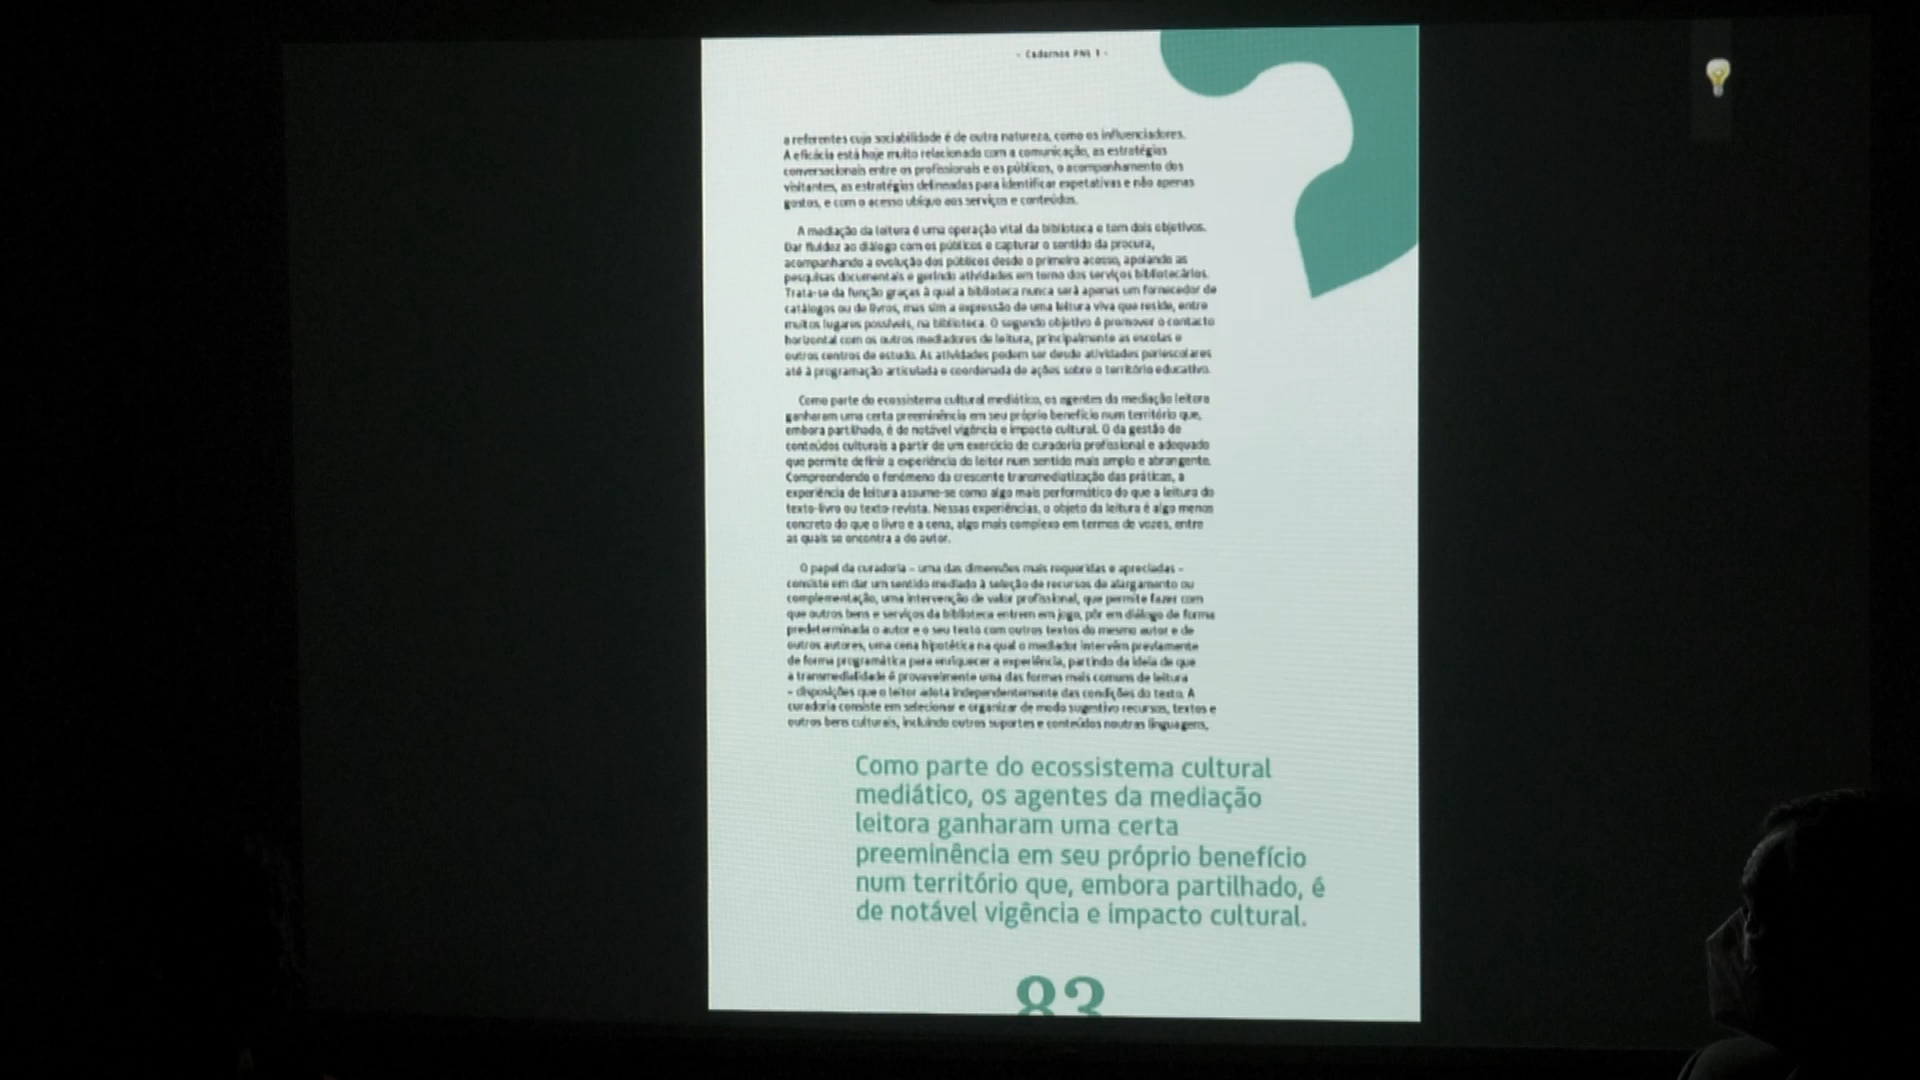 - Cadernos PNL 1 -
a referentes cuja sociabilidade é de outra natureza, como os influenciadores.
A eficácia está hoje muito relacionada com a comunicação, as estratégias
conversacionais entre os profissionais e os públicos, o acompanhamento dos
visitantes, as estratégias delineadas para identificar expetativas e não apenas
gostos, e com o acesso ubíquo aos serviços e conteúdos.
A mediação da leitura é uma operação vital da biblioteca e tem dois objetivos.
Dar fluidez ao diálogo com os públicos e capturar o sentido da procura,
acompanhando a evolução dos públicos desde o primeiro acesso, apoiando as
pesquisas documentais e gerindo atividades em torno dos serviços bibliotecários.
Trata-se da função graças à qual a biblioteca nunca será apenas um fornecedor de
catálogos ou de livros, mas sim a expressão de uma leitura viva que reside, entre
muitos lugares possíveis, na biblioteca. O segundo objetivo é promover o contacto
horizontal com os outros mediadores de leitura, principalmente as escolas e
outros centros de estudo. As atividades podem ser desde atividades periescolares
até à programação articulada e coordenada de ações sobre o território educativo.
Como parte do ecossistema cultural mediático, os agentes da mediação leitora
ganharam uma certa preeminência em seu próprio benefício num território que,
embora partilhado, é de notável vigência e impacto cultural. O da gestão de
conteúdos culturais a partir de um exercício de curadoria profissional e adequado
que permite definir a experiência do leitor num sentido mais amplo e abrangente.
Compreendendo o fenómeno da crescente transmediatização das práticas, a
experiência de leitura assume-se como algo mais performático do que a leitura do
texto-livro ou texto-revista. Nessas experiências, o objeto da leitura é algo menos
concreto do que o livro e a cena, algo mais complexo em termos de vozes, entre
as quais se encontra a do autor.
O papel da curadoria – uma das dimensões mais requeridas e apreciadas –
consiste em dar um sentido mediado à seleção de recursos de alargamento ou
complementação, uma intervenção de valor profissional, que permite fazer com
que outros bens e serviços da biblioteca entrem em jogo, pôr em diálogo de forma
predeterminada o autor e o seu texto com outros textos do mesmo autor e de
outros autores, uma cena hipotética na qual o mediador intervém previamente
de forma programática para enriquecer a experiência, partindo da ideia de que
a transmedialidade é provavelmente uma das formas mais comuns de leitura
– disposições que o leitor adota independentemente das condições do texto. A
curadoria consiste em selecionar e organizar de modo sugestivo recursos, textos e
outros bens culturais, incluindo outros suportes e conteúdos noutras linguagens,
Como parte do ecossistema cultural
mediático, os agentes da mediação
leitora ganharam uma certa
preeminência em seu próprio benefício
num território que, embora partilhado, é
de notável vigência e impacto cultural.
83